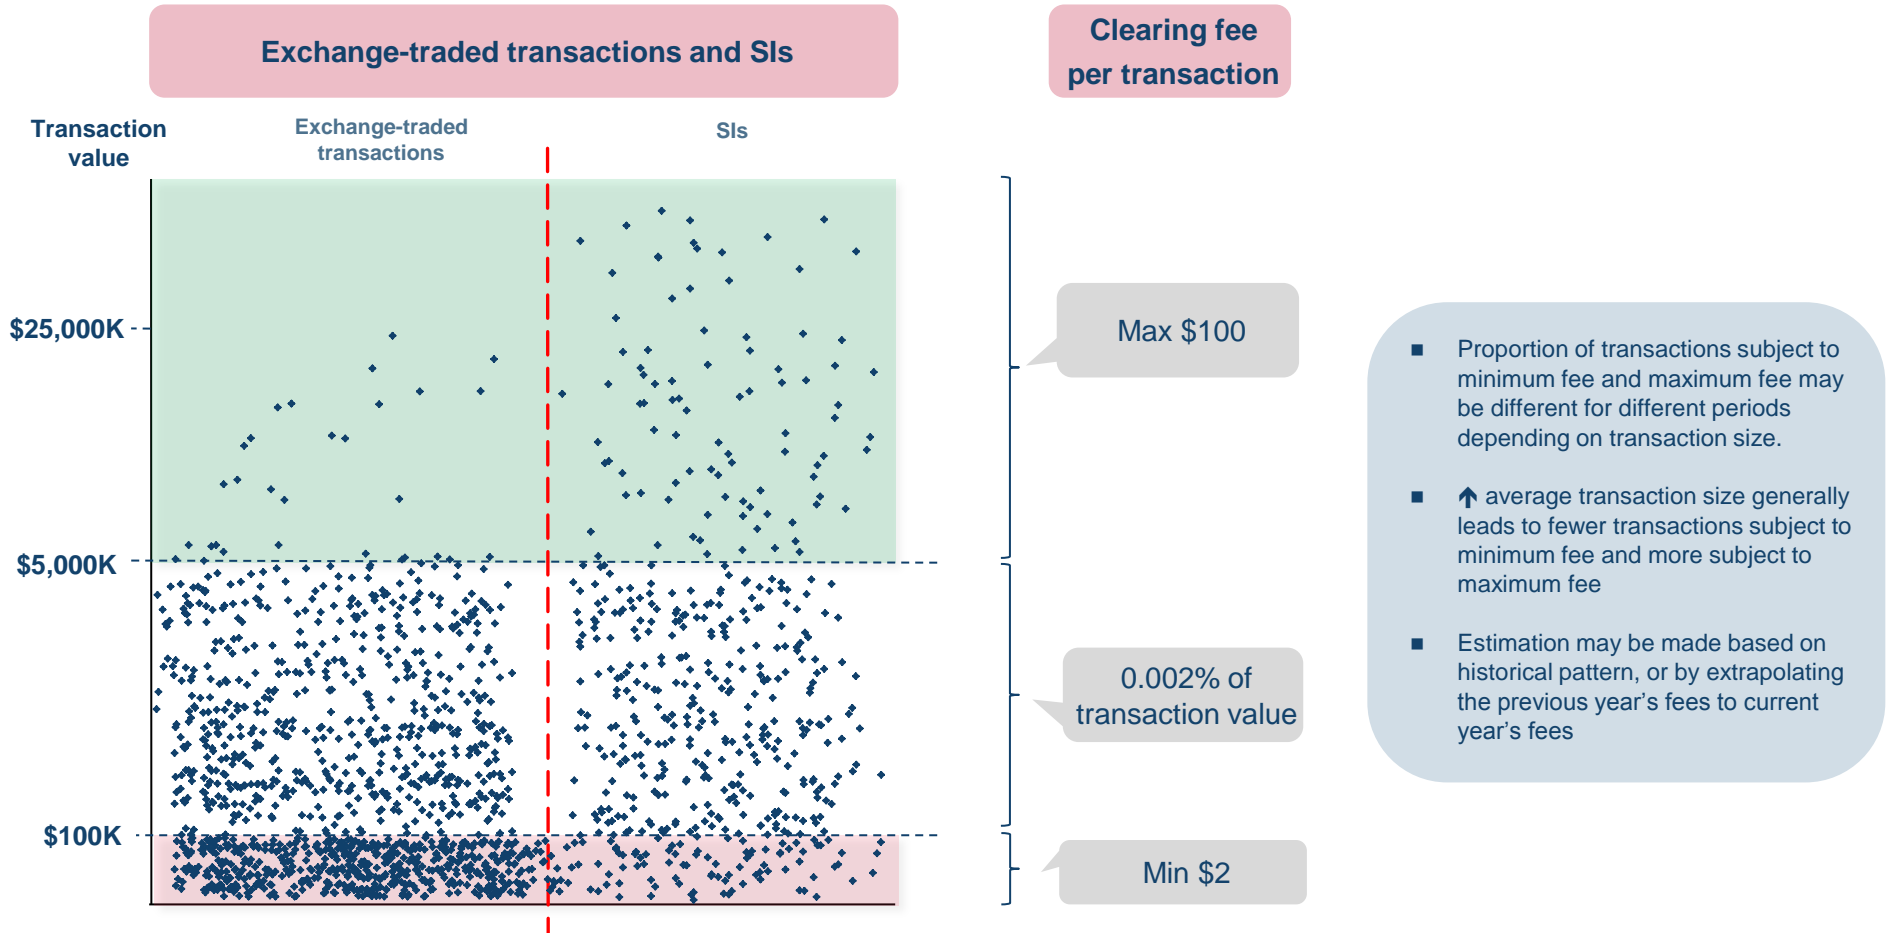 Exchange-traded transactions and SIs
Clearing fee
per transaction
Transaction
value
Exchange-traded
transactions
SIs
$25,000K
$5,000K
$100K
Max $100
0.002% of
transaction value
Min $2
■ Proportion of transactions subject to
minimum fee and maximum fee may
be different for different periods
depending on transaction size.
■ ↑ average transaction size generally
leads to fewer transactions subject to
minimum fee and more subject to
maximum fee
■ Estimation may be made based on
historical pattern, or by extrapolating
the previous year’s fees to current
year’s fees